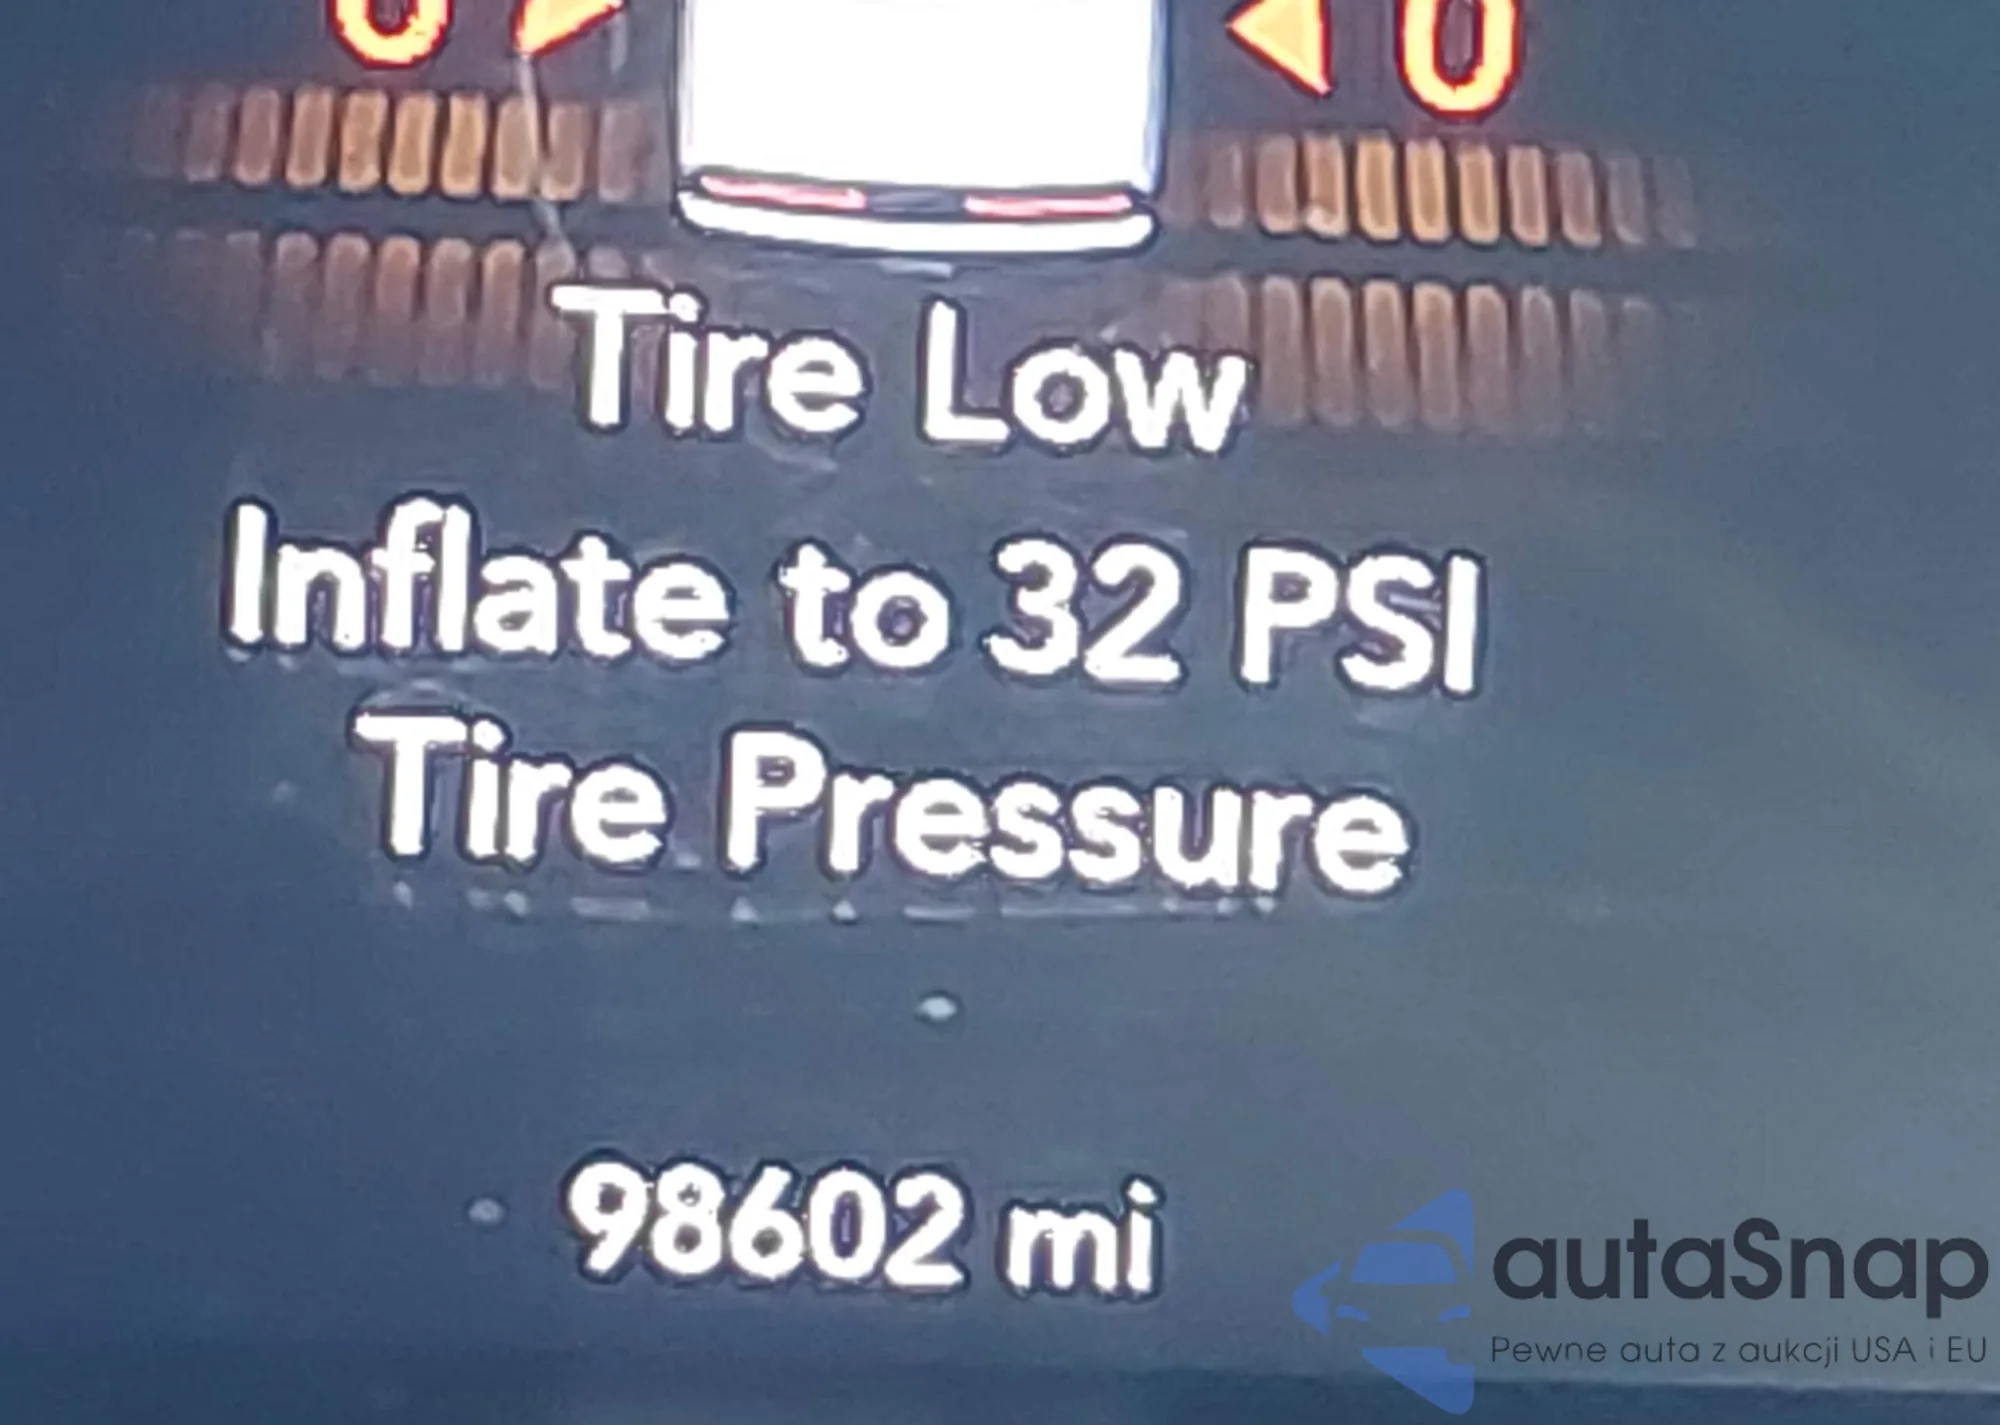 0 0
Tire Low
Inflate to 32 PSI
Tire Pressure
98602 mi
autaSnap
Pewne auta z aukcji USA i EU